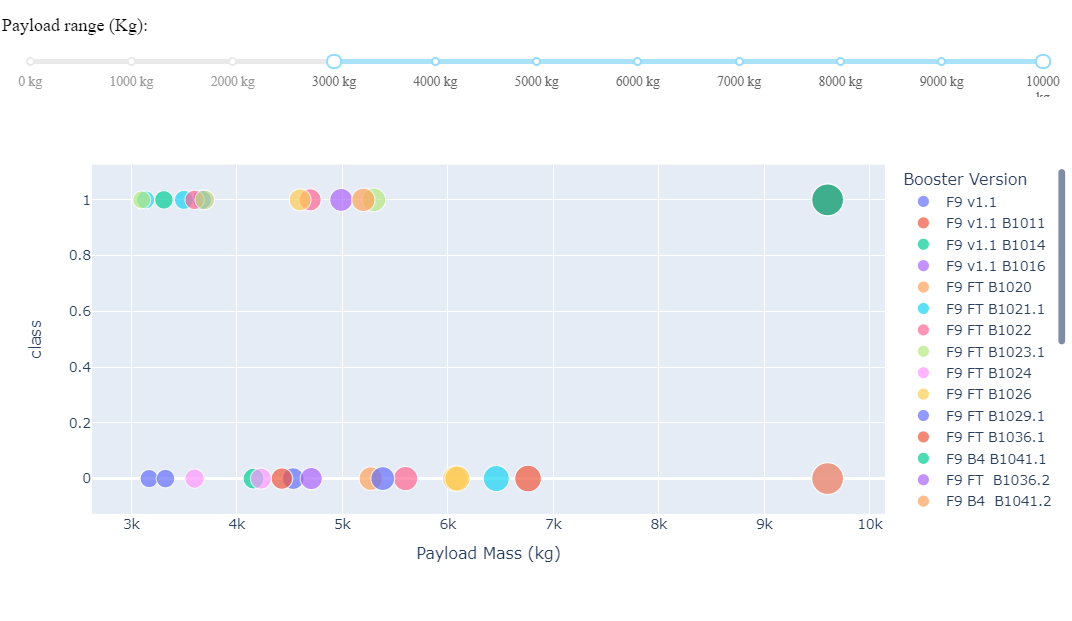 Payload range (Kg):
0 kg 1000 kg 2000 kg 3000 kg 4000 kg 5000 kg 6000 kg 7000 kg 8000 kg 9000 kg 10000
Booster Version
F9 v1.1
F9 v1.1 B1011
F9 v1.1 B1014
F9 v1.1 B1016
F9 FT B1020
F9 FT B1021.1
F9 FT B1022
F9 FT B1023.1
F9 FT B1024
F9 FT B1026
F9 FT B1029.1
F9 FT B1036.1
F9 B4 B1041.1
F9 FT  B1036.2
F9 B4  B1041.2
1
0.8
0.6
0.4
0.2
0
class
3k 4k 5k 6k 7k 8k 9k 10k
Payload Mass (kg)